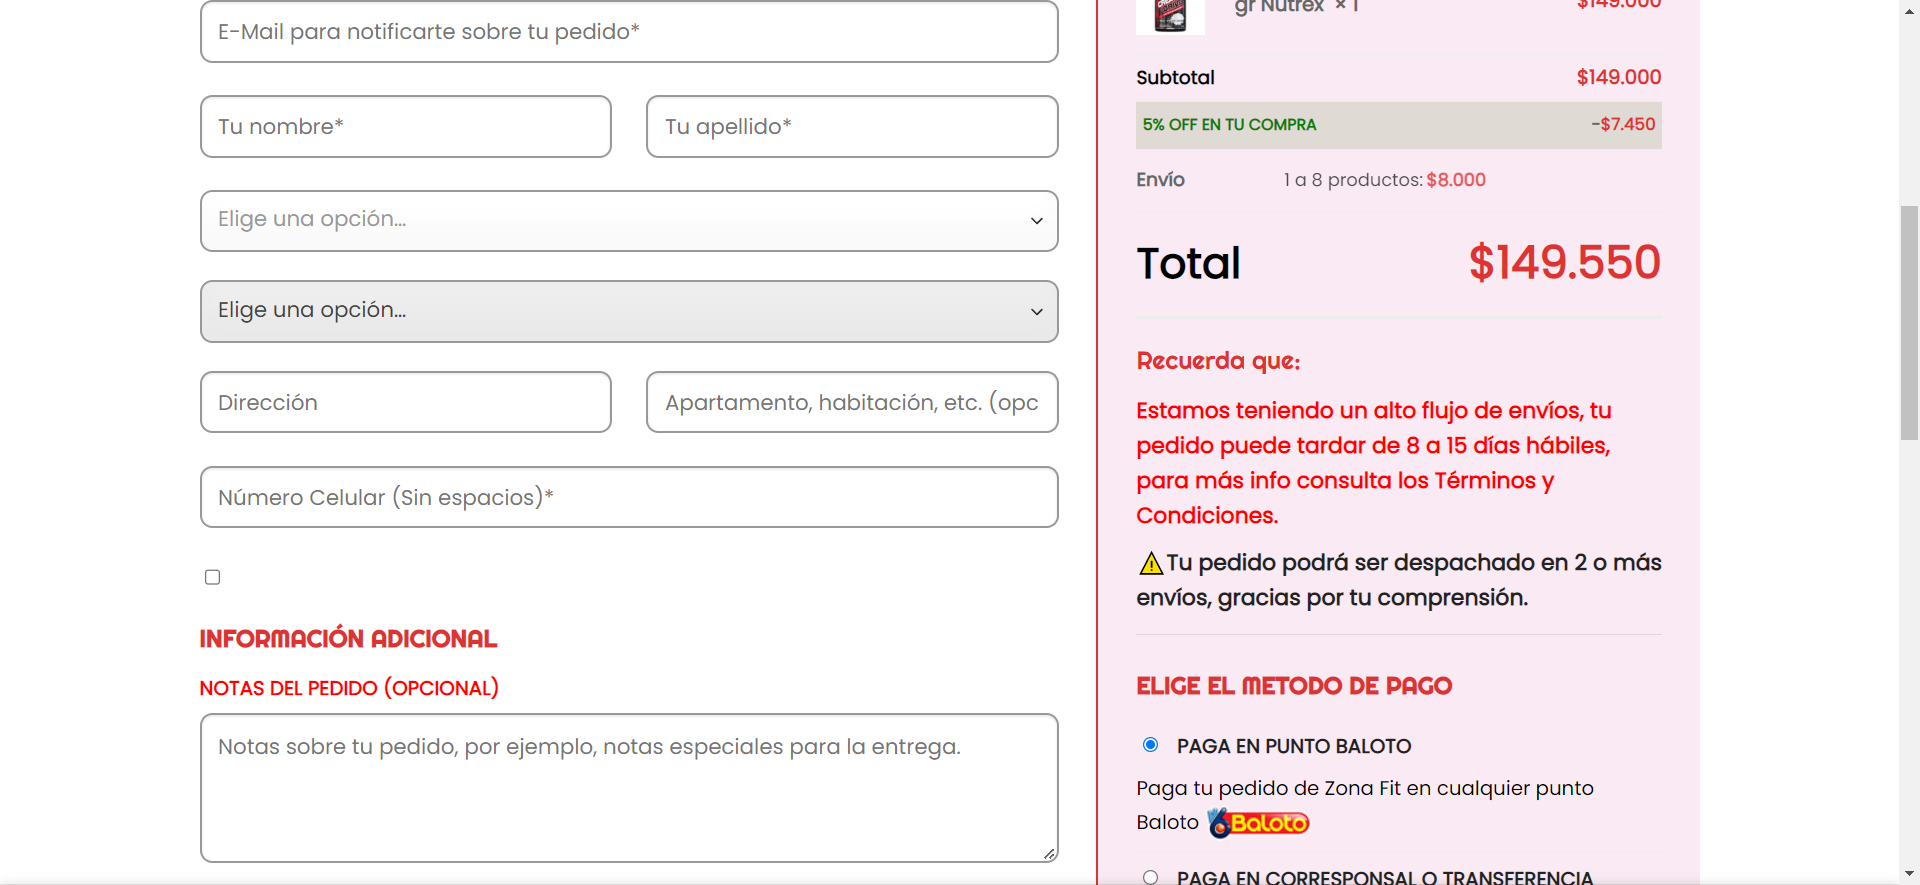 E-Mail para notificarte sobre tu pedido*
Tu nombre*
Tu apellido*
Elige una opción...
Elige una opción...
Dirección
Apartamento, habitación, etc. (opc
Número Celular (Sin espacios)*
INFORMACIÓN ADICIONAL
NOTAS DEL PEDIDO (OPCIONAL)
Notas sobre tu pedido, por ejemplo, notas especiales para la entrega.
gr Nutrex × 1
$149.000
Subtotal
$149.000
5% OFF EN TU COMPRA
-$7.450
Envío
1 a 8 productos: $8.000
Total
$149.550
Recuerda que:
Estamos teniendo un alto flujo de envíos, tu
pedido puede tardar de 8 a 15 días hábiles,
para más info consulta los Términos y
Condiciones.
⚠Tu pedido podrá ser despachado en 2 o más
envíos, gracias por tu comprensión.
ELIGE EL METODO DE PAGO
PAGA EN PUNTO BALOTO
Paga tu pedido de Zona Fit en cualquier punto
Baloto Baloto
PAGA EN CORRESPONSAL O TRANSFERENCIA